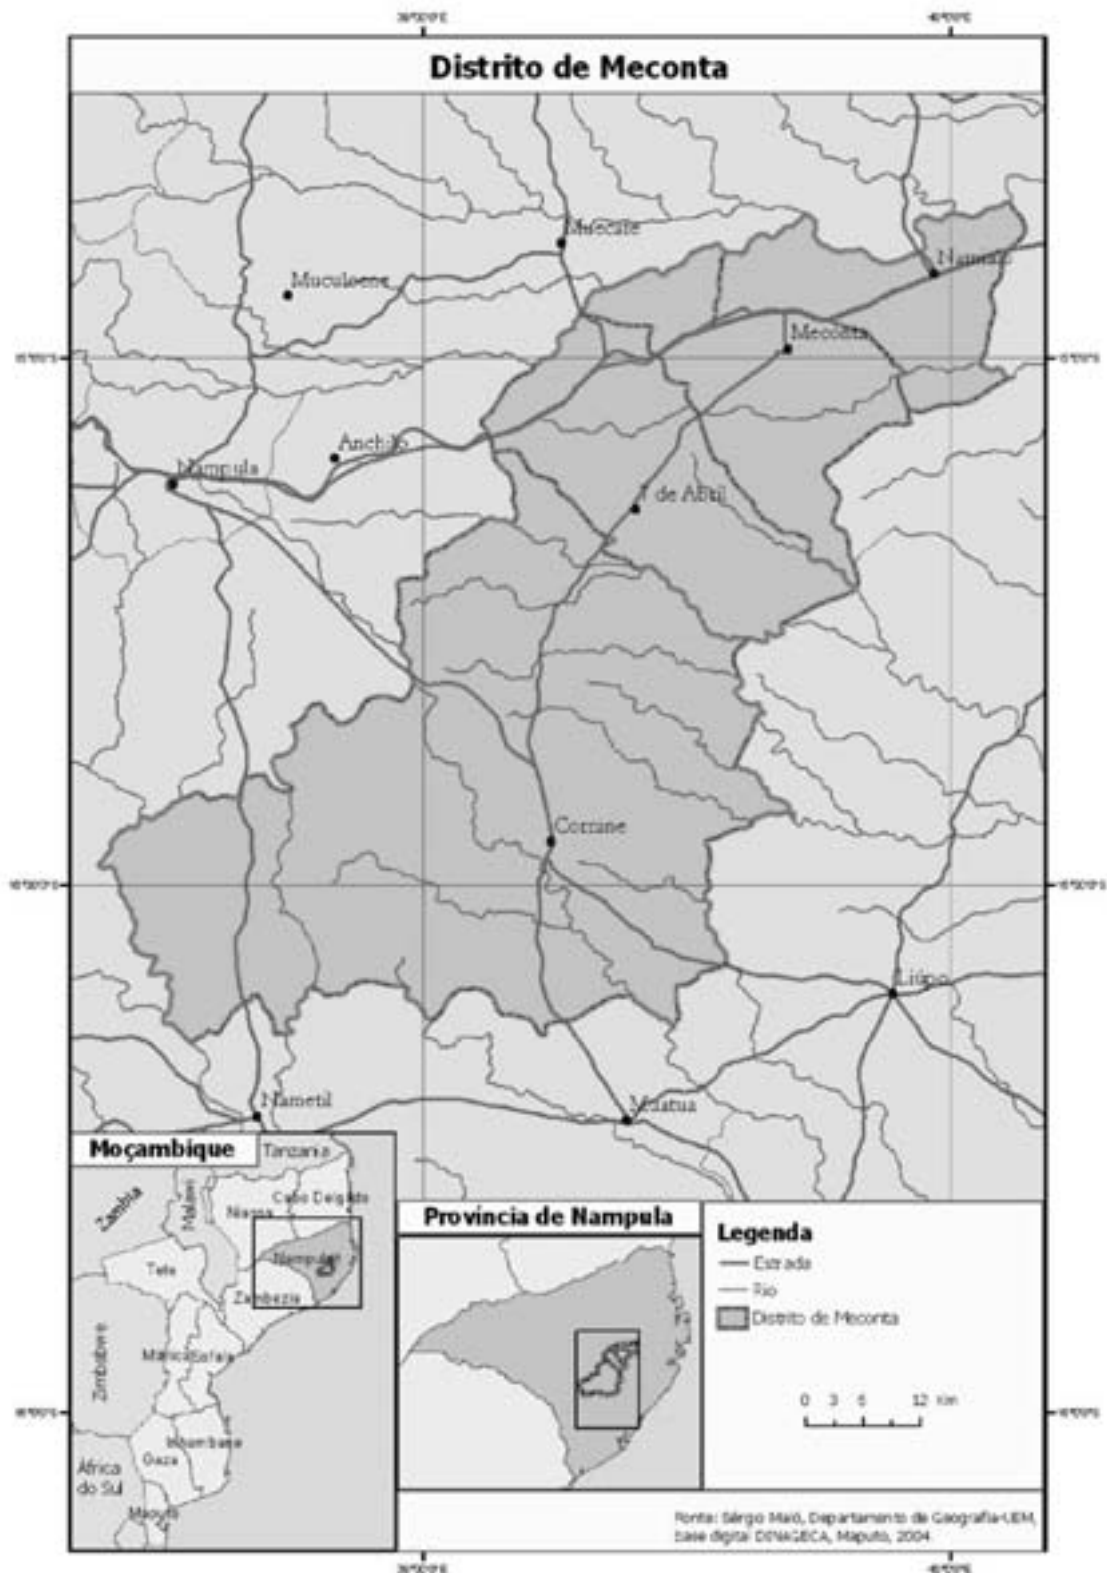 Distrito de Meconta
Muecate
Muculoene
Namialo
Meconta
Anchilo
Nampula
7 de Abril
Corrane
Liúpo
Nametil
Muatua
Moçambique
Tanzania
Zambia
Malawi
Cabo Delgado
Niassa
Nampula
Tete
Zambezia
Zimbabwe
Manica
Sofala
Inhambane
Gaza
África
do Sul
Maputo
Província de Nampula
Legenda
Estrada
Rio
Distrito de Meconta
0 3 6 12 Km
Fonte: Sérgio Maló, Departamento de Geografia-UEM,
base digital DINAGECA, Maputo, 2004